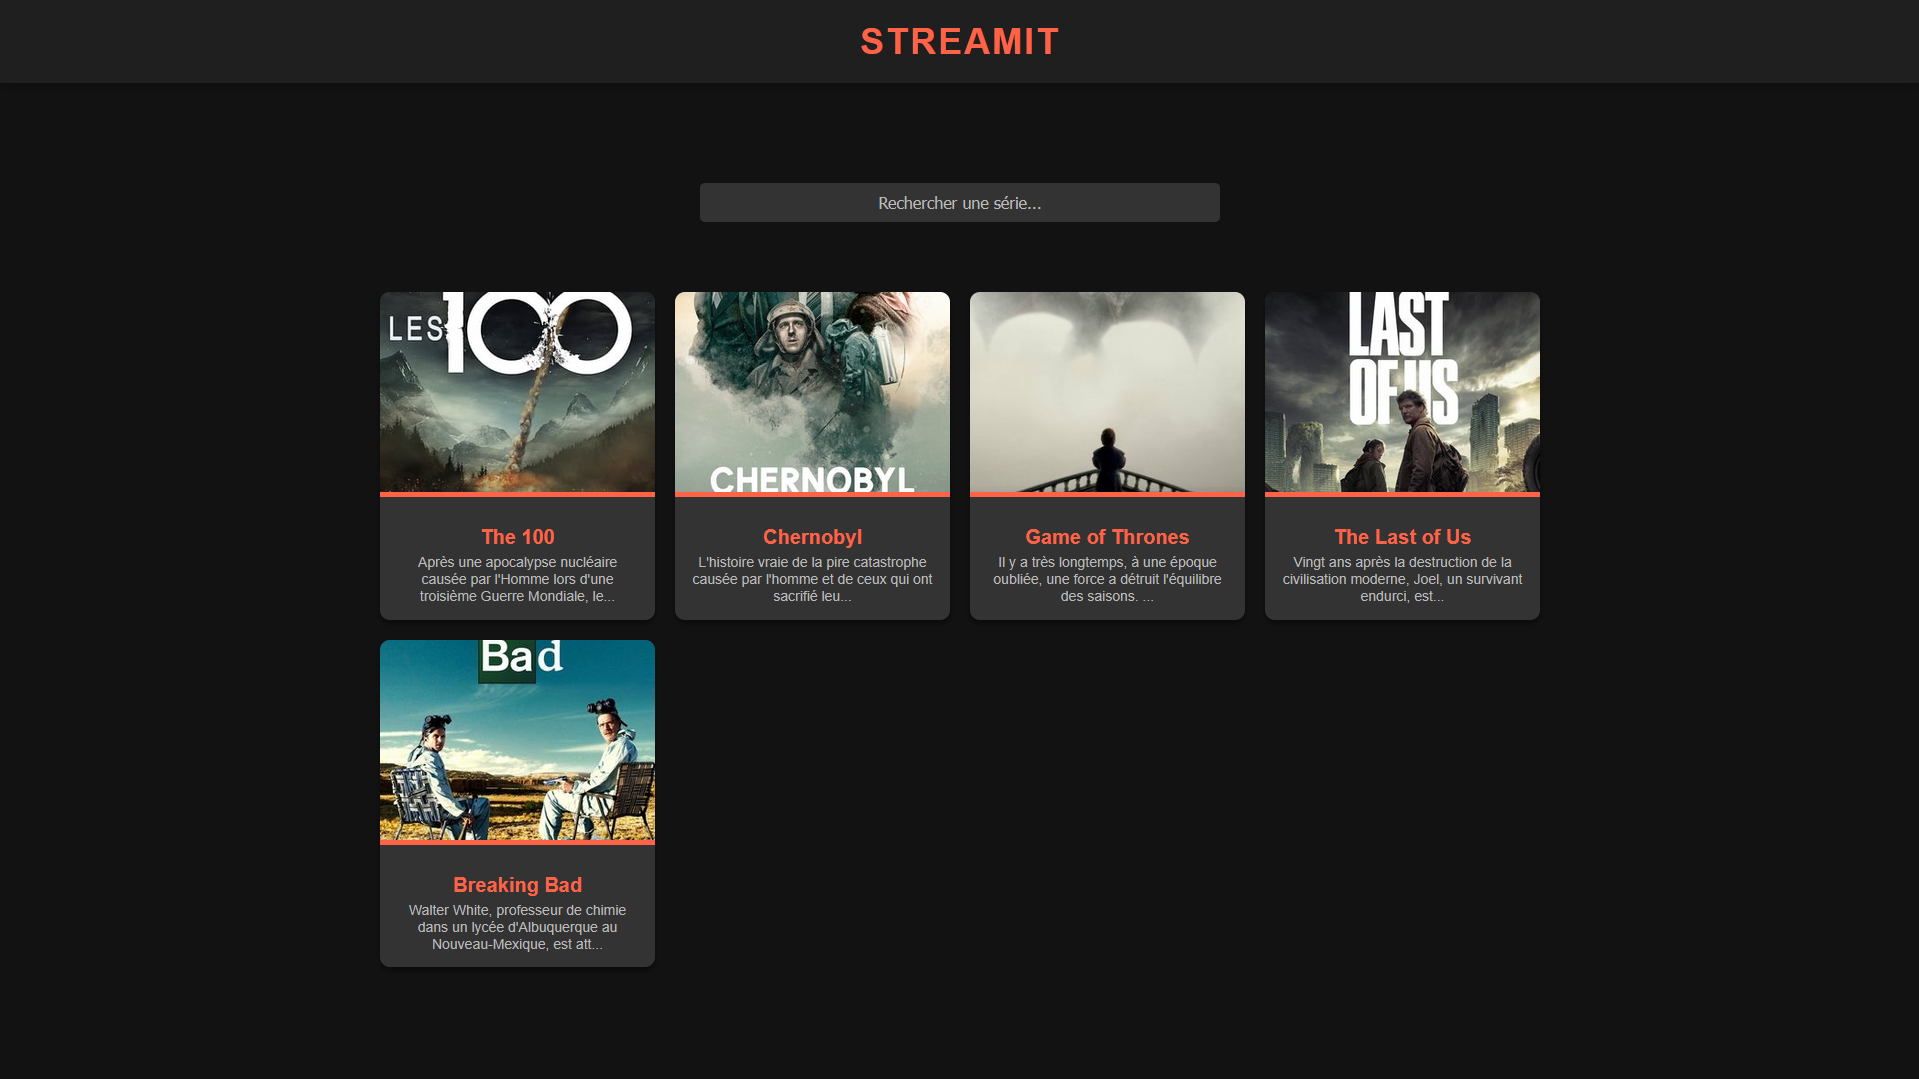 STREAMIT
Rechercher une série...
LES 100
CHERNOBYL
LAST
OF US
The 100
Après une apocalypse nucléaire
causée par l'Homme lors d'une
troisième Guerre Mondiale, le...
Chernobyl
L'histoire vraie de la pire catastrophe
causée par l'homme et de ceux qui ont
sacrifié leu...
Game of Thrones
Il y a très longtemps, à une époque
oubliée, une force a détruit l'équilibre
des saisons. ...
The Last of Us
Vingt ans après la destruction de la
civilisation moderne, Joel, un survivant
endurci, est...
Bad
Breaking Bad
Walter White, professeur de chimie
dans un lycée d'Albuquerque au
Nouveau-Mexique, est att...